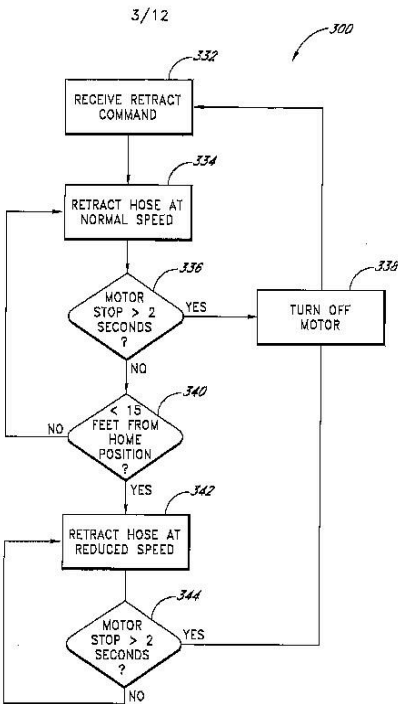 3/12
300
332
RECEIVE RETRACT
COMMAND
334
RETRACT HOSE AT
NORMAL SPEED
336
MOTOR
STOP > 2
SECONDS
?
YES
338
TURN OFF
MOTOR
NO
340
< 15
FEET FROM
HOME
POSITION
?
NO
YES
342
RETRACT HOSE AT
REDUCED SPEED
344
MOTOR
STOP > 2
SECONDS
?
YES
NO